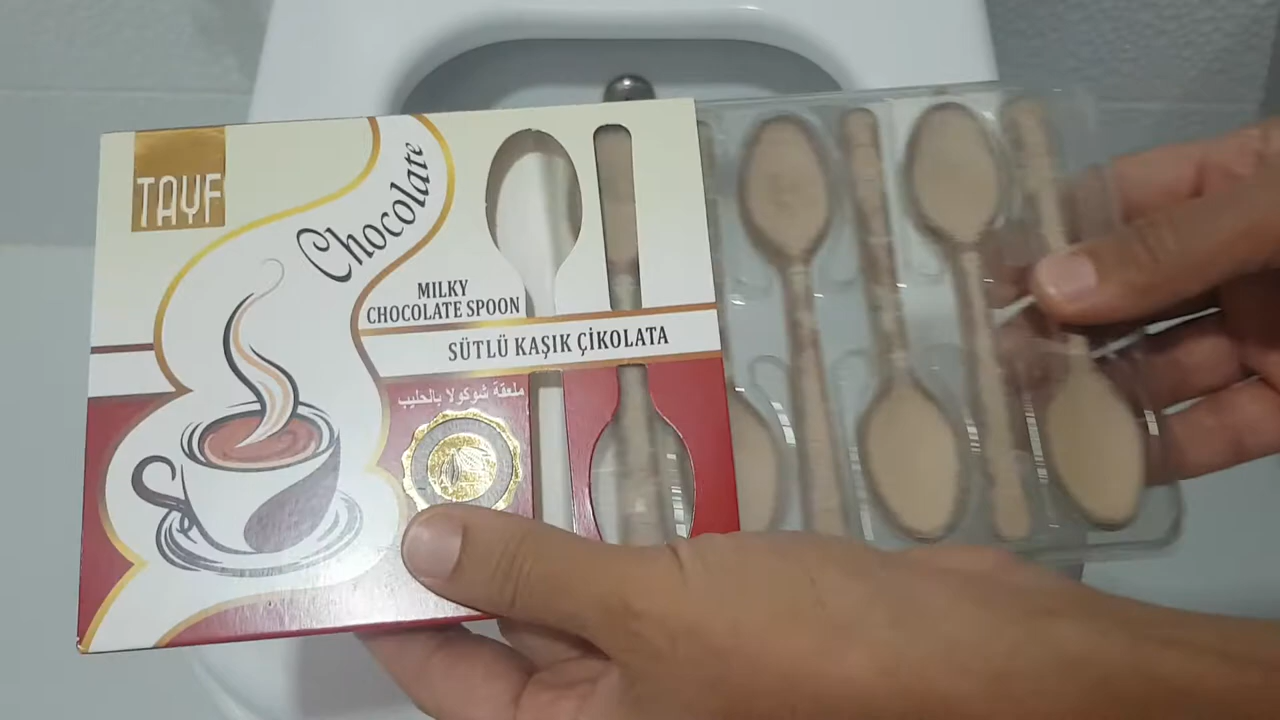 TAYF
Chocolate
MILKY
CHOCOLATE SPOON
SÜTLÜ KAŞIK ÇİKOLATA
ملعقة شوكولا بالحليب